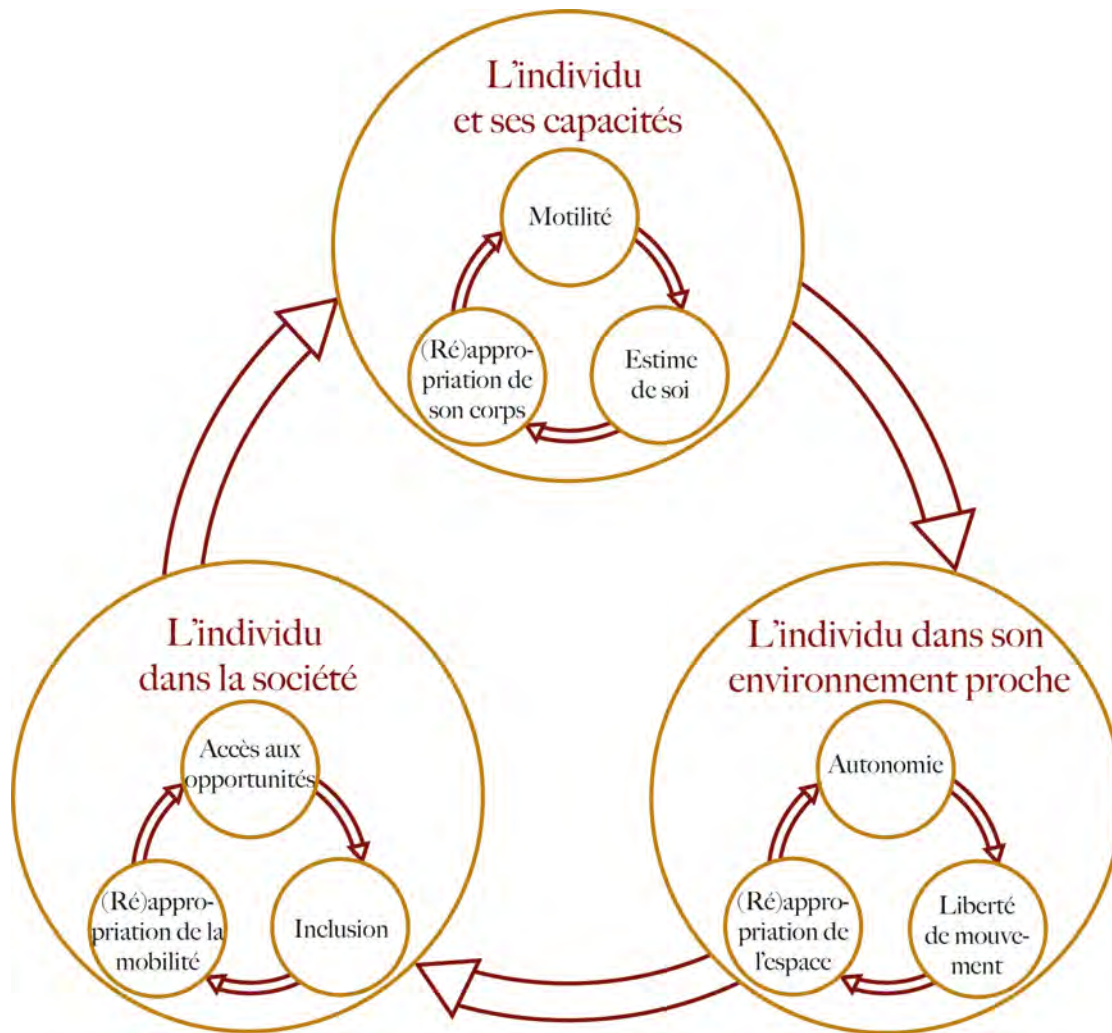 L'individu
et ses capacités
Motilité
(Ré)appro-
priation de
son corps
Estime
de soi
L'individu
dans la société
Accès aux
opportunités
(Ré)appro-
priation de la
mobilité
Inclusion
L'individu dans son
environnement proche
Autonomie
(Ré)appro-
priation de
l'espace
Liberté
de mouve-
ment